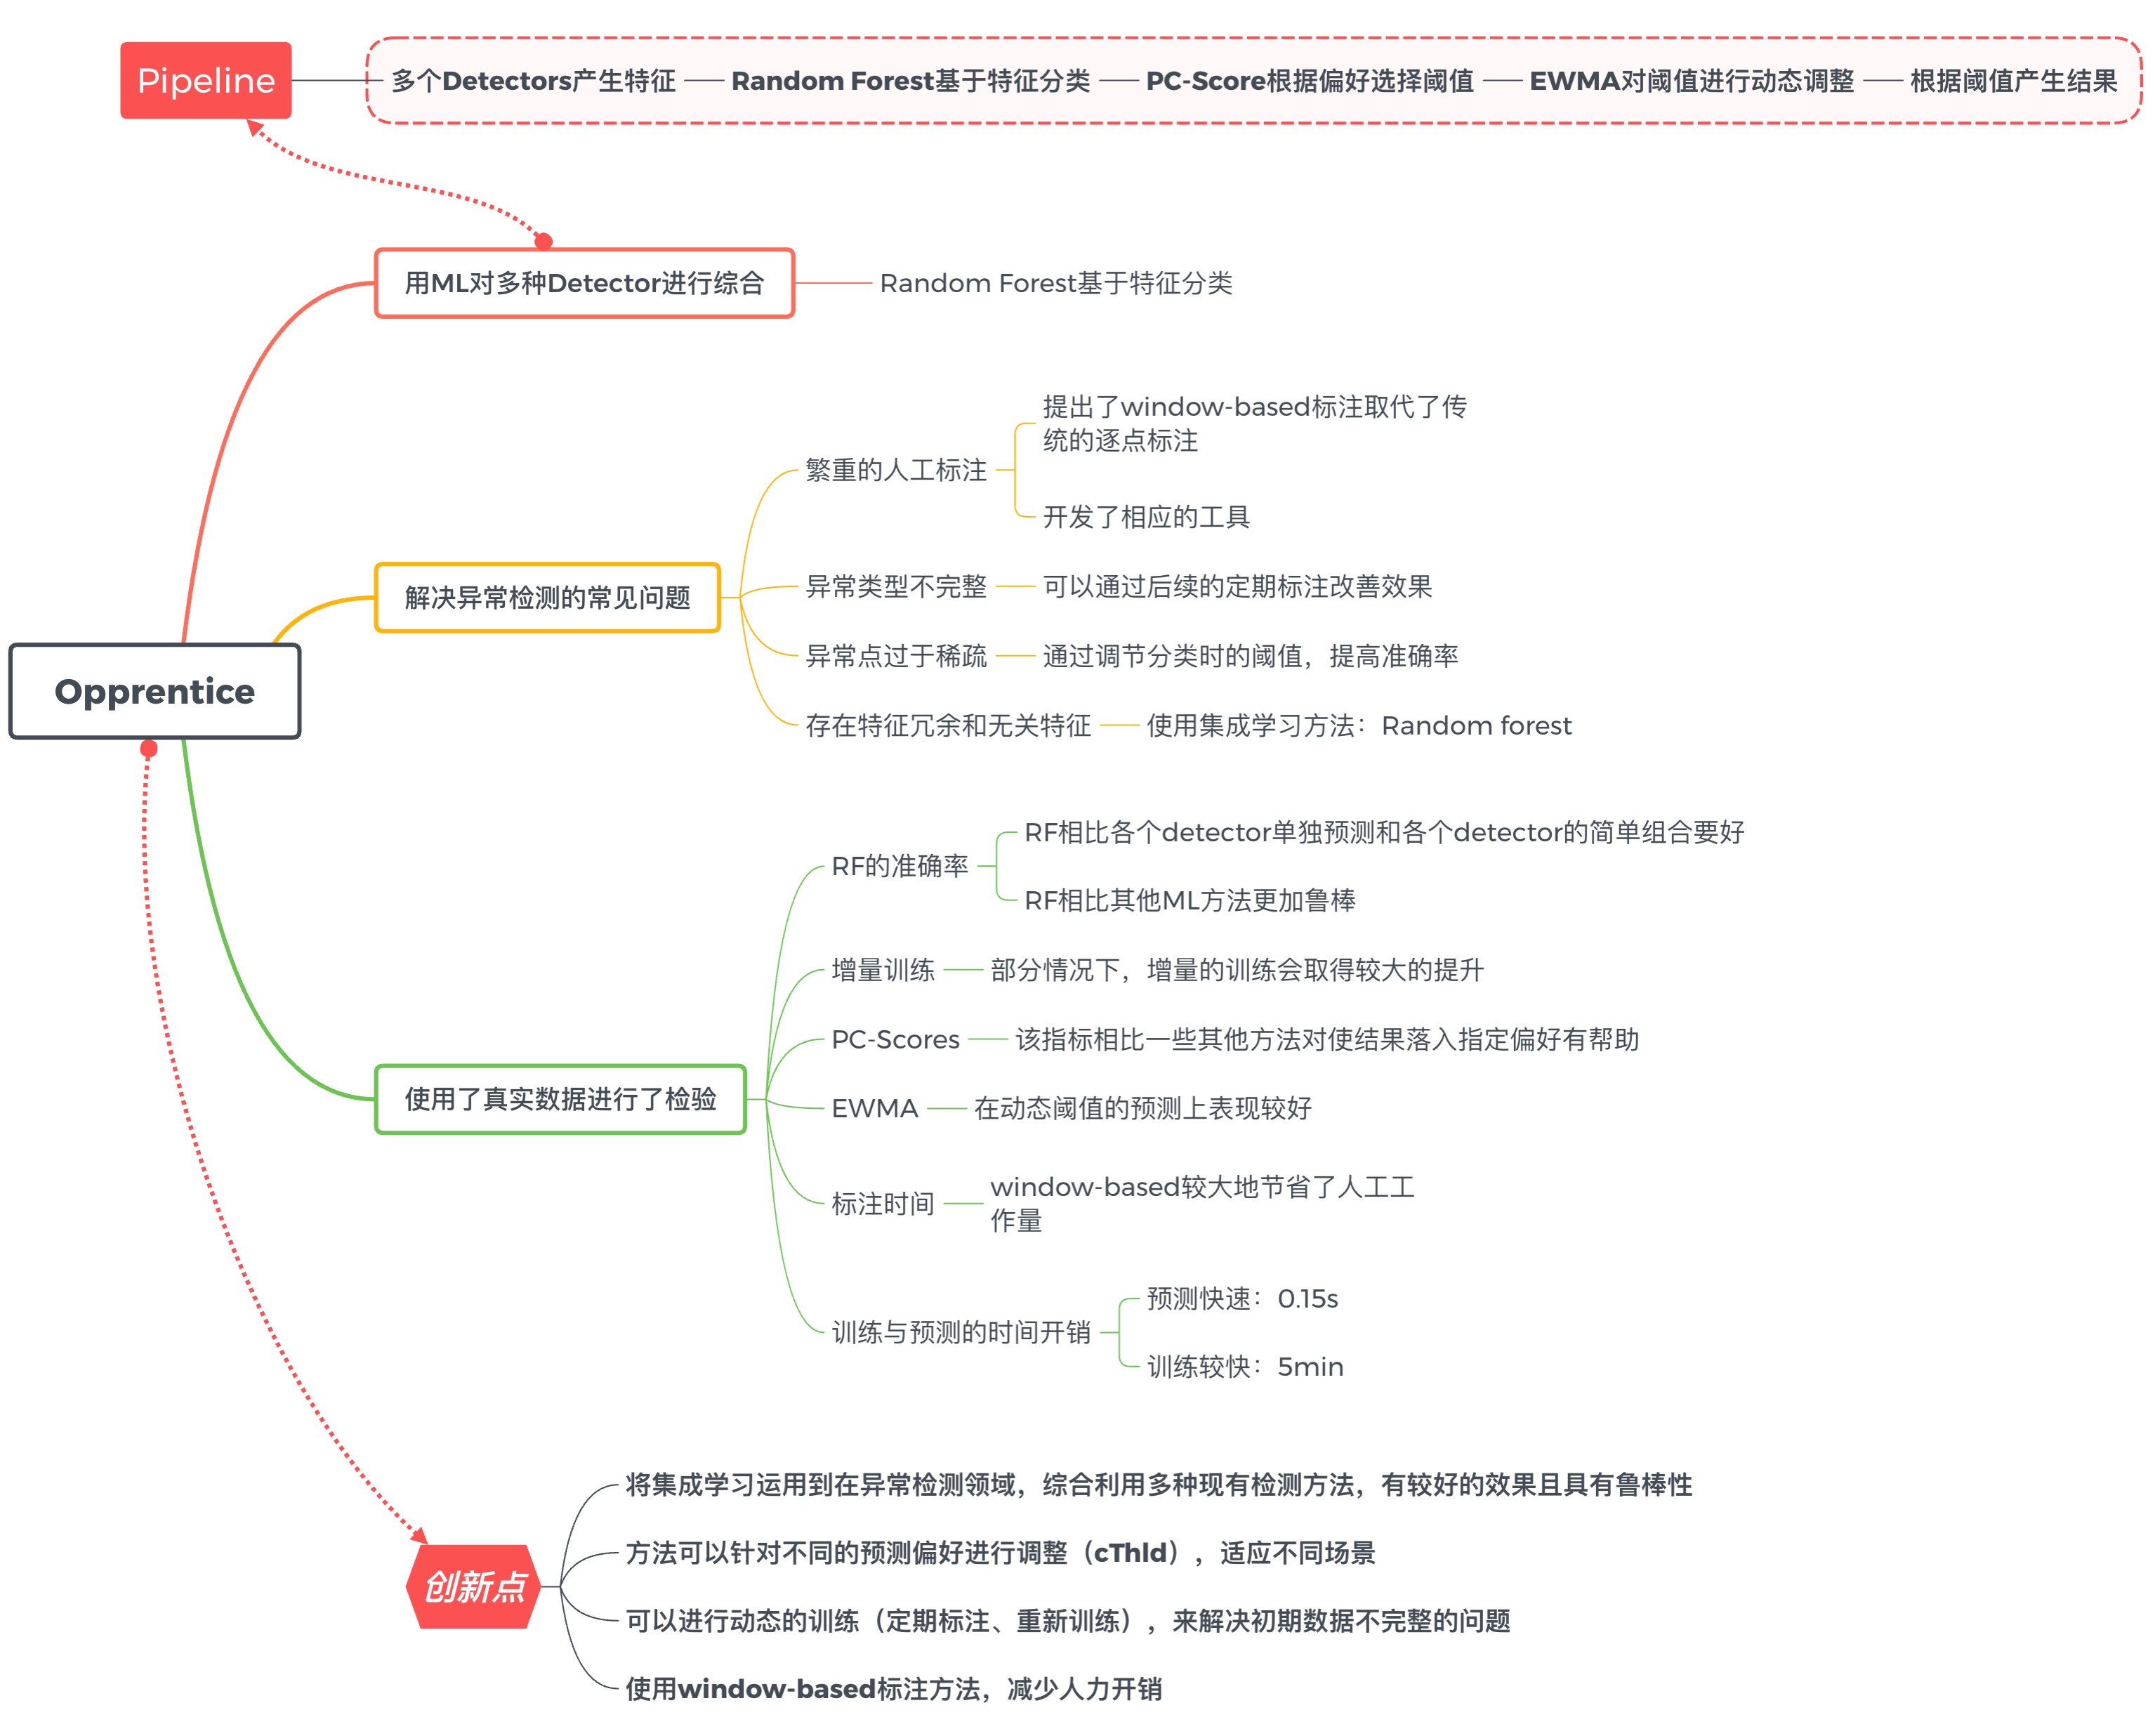 Pipeline
多个Detectors产生特征
Random Forest基于特征分类
PC-Score根据偏好选择阈值
EWMA对阈值进行动态调整
根据阈值产生结果
用ML对多种Detector进行综合
Random Forest基于特征分类
提出了window-based标注取代了传
统的逐点标注
繁重的人工标注
开发了相应的工具
解决异常检测的常见问题
异常类型不完整
可以通过后续的定期标注改善效果
异常点过于稀疏
通过调节分类时的阈值，提高准确率
存在特征冗余和无关特征
使用集成学习方法：Random forest
Opprentice
RF的准确率
RF相比各个detector单独预测和各个detector的简单组合要好
RF相比其他ML方法更加鲁棒
增量训练
部分情况下，增量的训练会取得较大的提升
PC-Scores
该指标相比一些其他方法对使结果落入指定偏好有帮助
使用了真实数据进行了检验
EWMA
在动态阈值的预测上表现较好
标注时间
window-based较大地节省了人工工
作量
训练与预测的时间开销
预测快速：0.15s
训练较快：5min
创新点
将集成学习运用到在异常检测领域，综合利用多种现有检测方法，有较好的效果且具有鲁棒性
方法可以针对不同的预测偏好进行调整（cThld），适应不同场景
可以进行动态的训练（定期标注、重新训练），来解决初期数据不完整的问题
使用window-based标注方法，减少人力开销